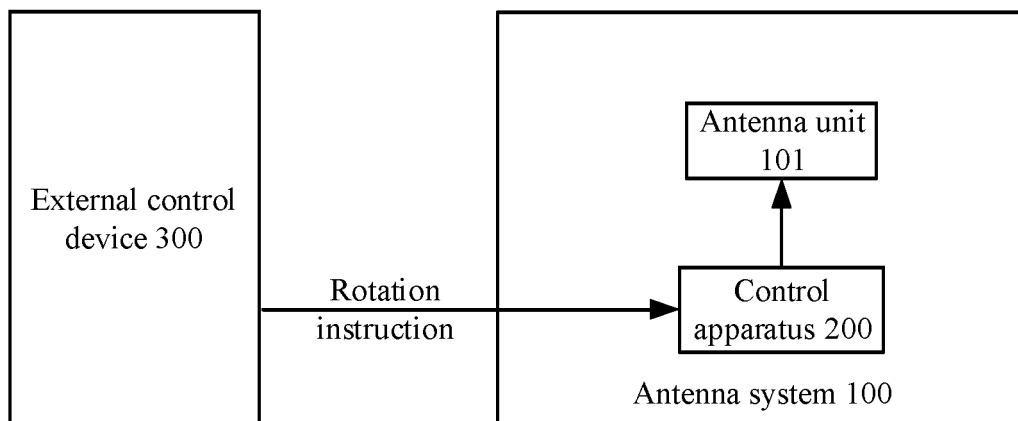 External control
device 300
Rotation
instruction
Antenna unit
101
Control
apparatus 200
Antenna system 100